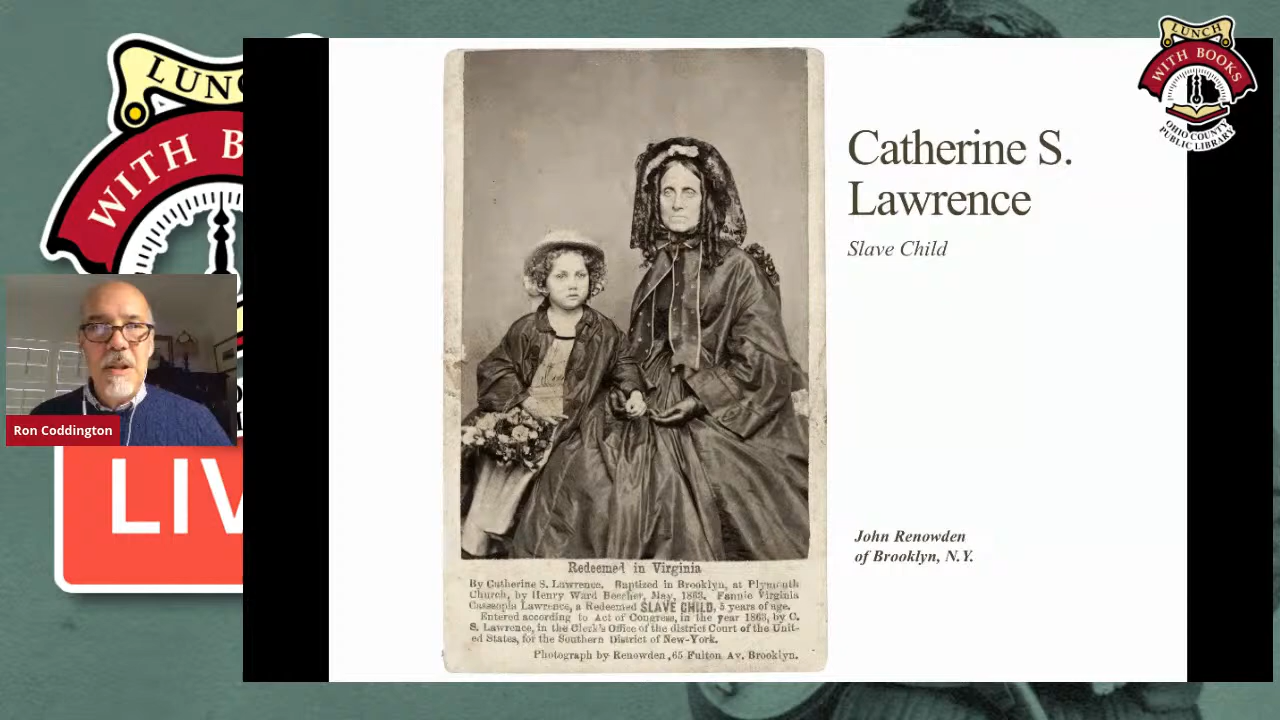 LUNC
WITH B
Ron Coddington
LIV
Catherine S.
Lawrence
Slave Child
John Renowden
of Brooklyn, N.Y.
LUNCH
WITH BOOKS
OHIO COUNTY
PUBLIC LIBRARY
Redeemed in Virginia
By Catherine S. Lawrence. Baptized in Brooklyn, at Plymouth
Church, by Henry Ward Beecher, May, 1863. Fannie Virginia
Casseopia Lawrence, a Redeemed SLAVE CHILD, 5 years of age.
Entered according to Act of Congress, in the year 1863, by C.
S. Lawrence, in the Clerk's Office of the district Court of the Unit-
ed States, for the Southern District of New-York.
Photograph by Renowden, 65 Fulton Av. Brooklyn.